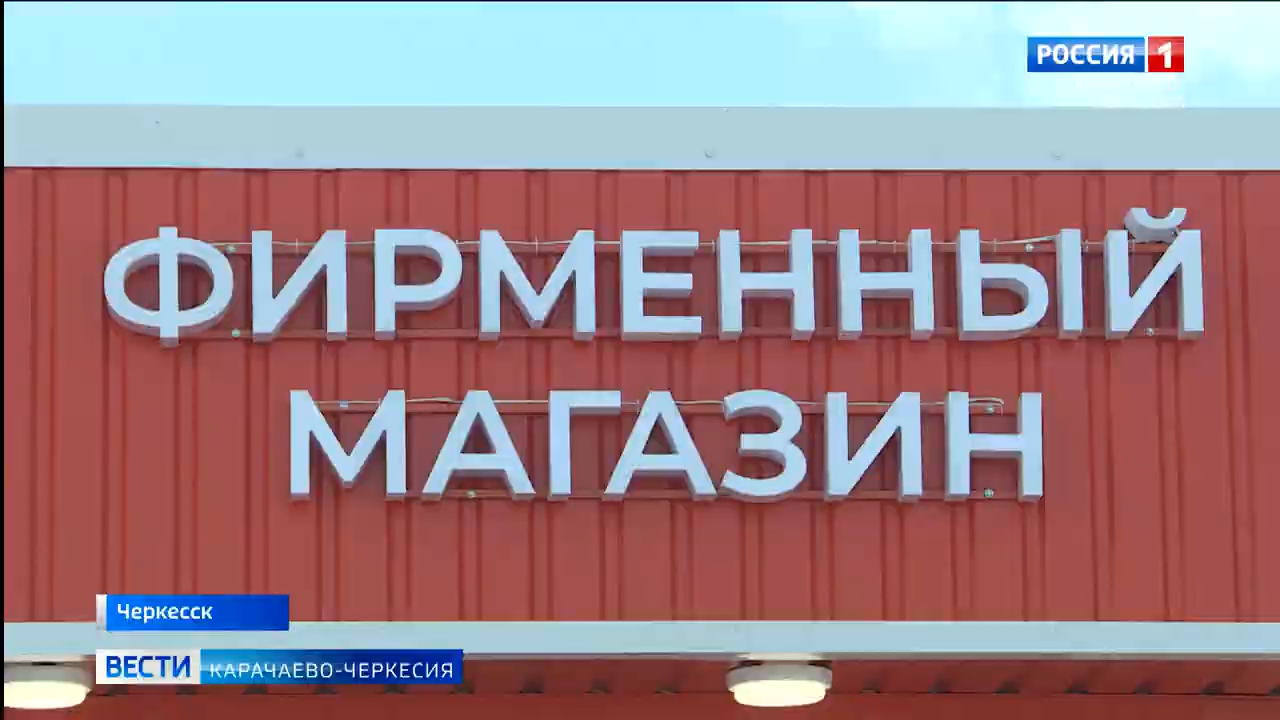 РОССИЯ 1
ФИРМЕННЫЙ
МАГАЗИН
Черкесск
ВЕСТИ КАРАЧАЕВО-ЧЕРКЕСИЯ